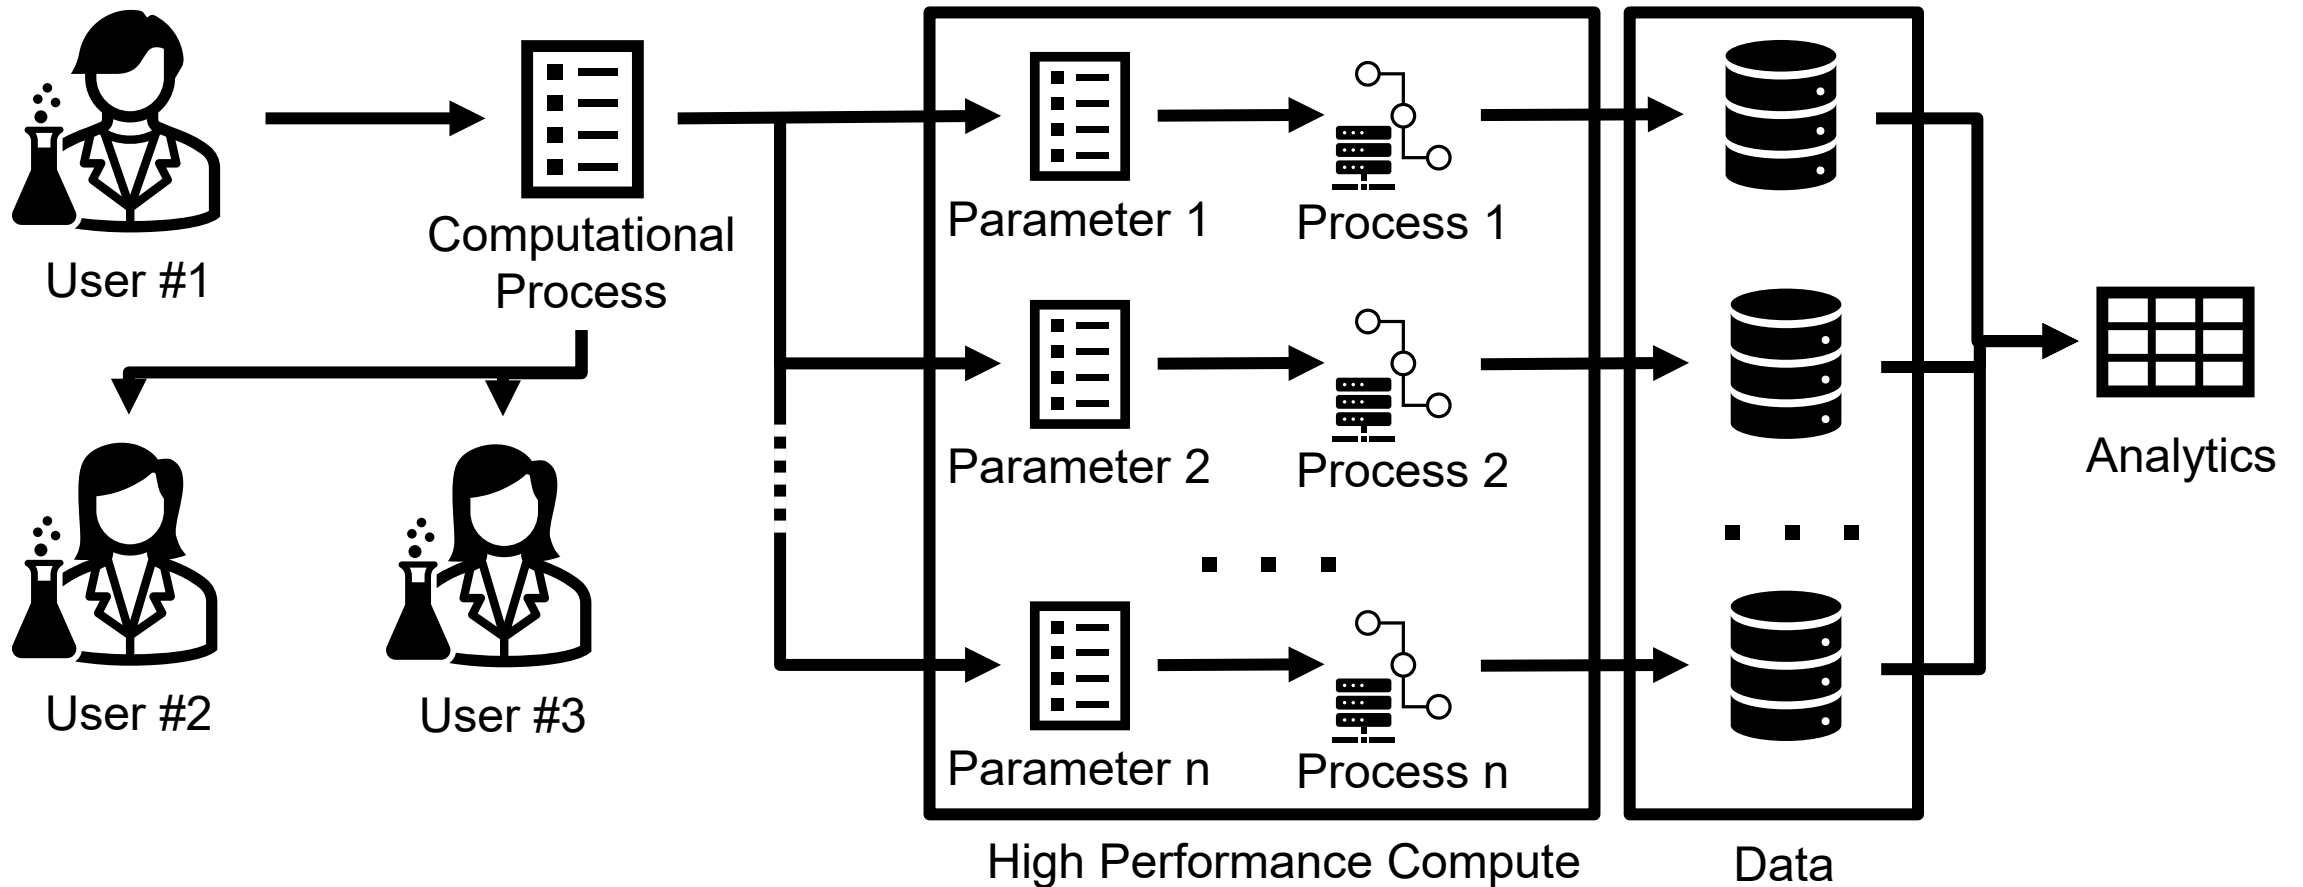 User #1
Computational
Process
User #2
User #3
Parameter 1
Process 1
Parameter 2
Process 2
Parameter n
Process n
High Performance Compute
Data
Analytics